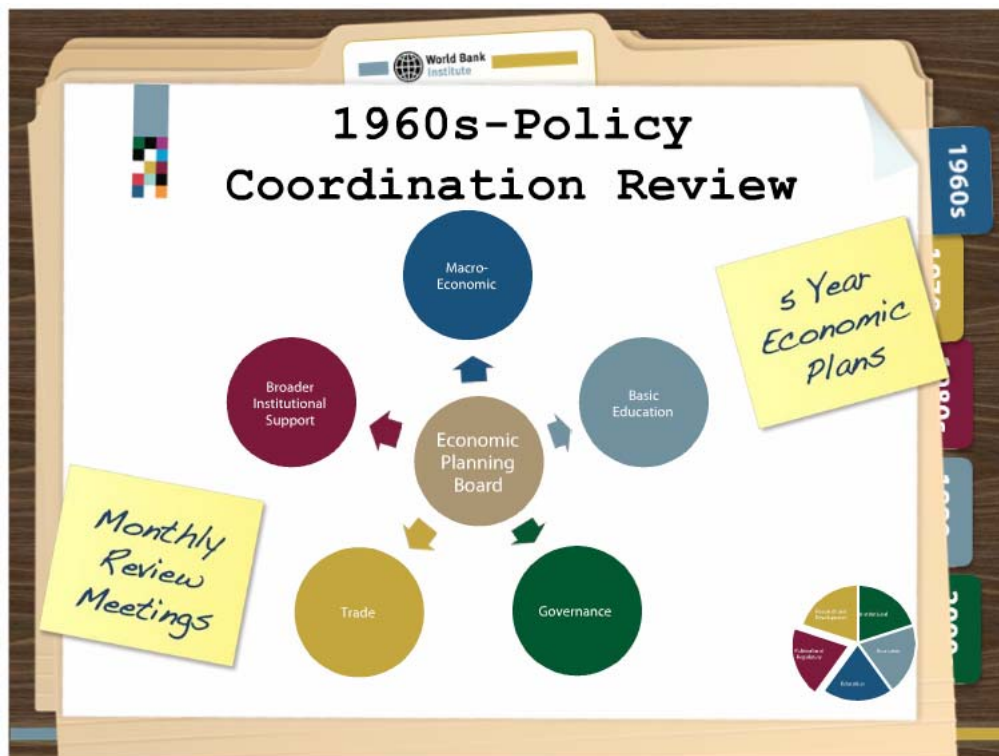 World Bank
Institute
1960s-Policy
Coordination Review
1960s
Macro-
Economic
5 Year
Economic
Plans
Broader
Institutional
Support
Basic
Education
Economic
Planning
Board
Monthly
Review
Meetings
Trade
Governance
Education